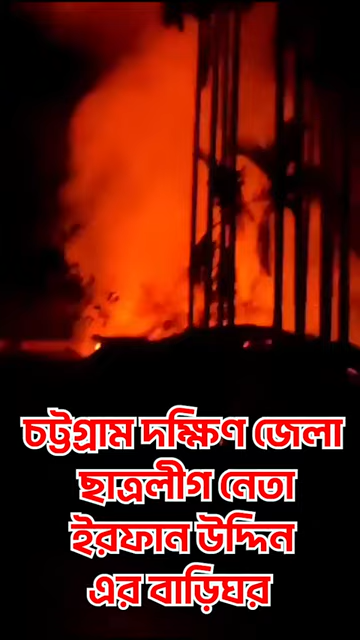 চট্টগ্রাম দক্ষিণ জেলা
ছাত্রলীগ নেতা
ইরফান উদ্দিন
এর বাড়িঘর